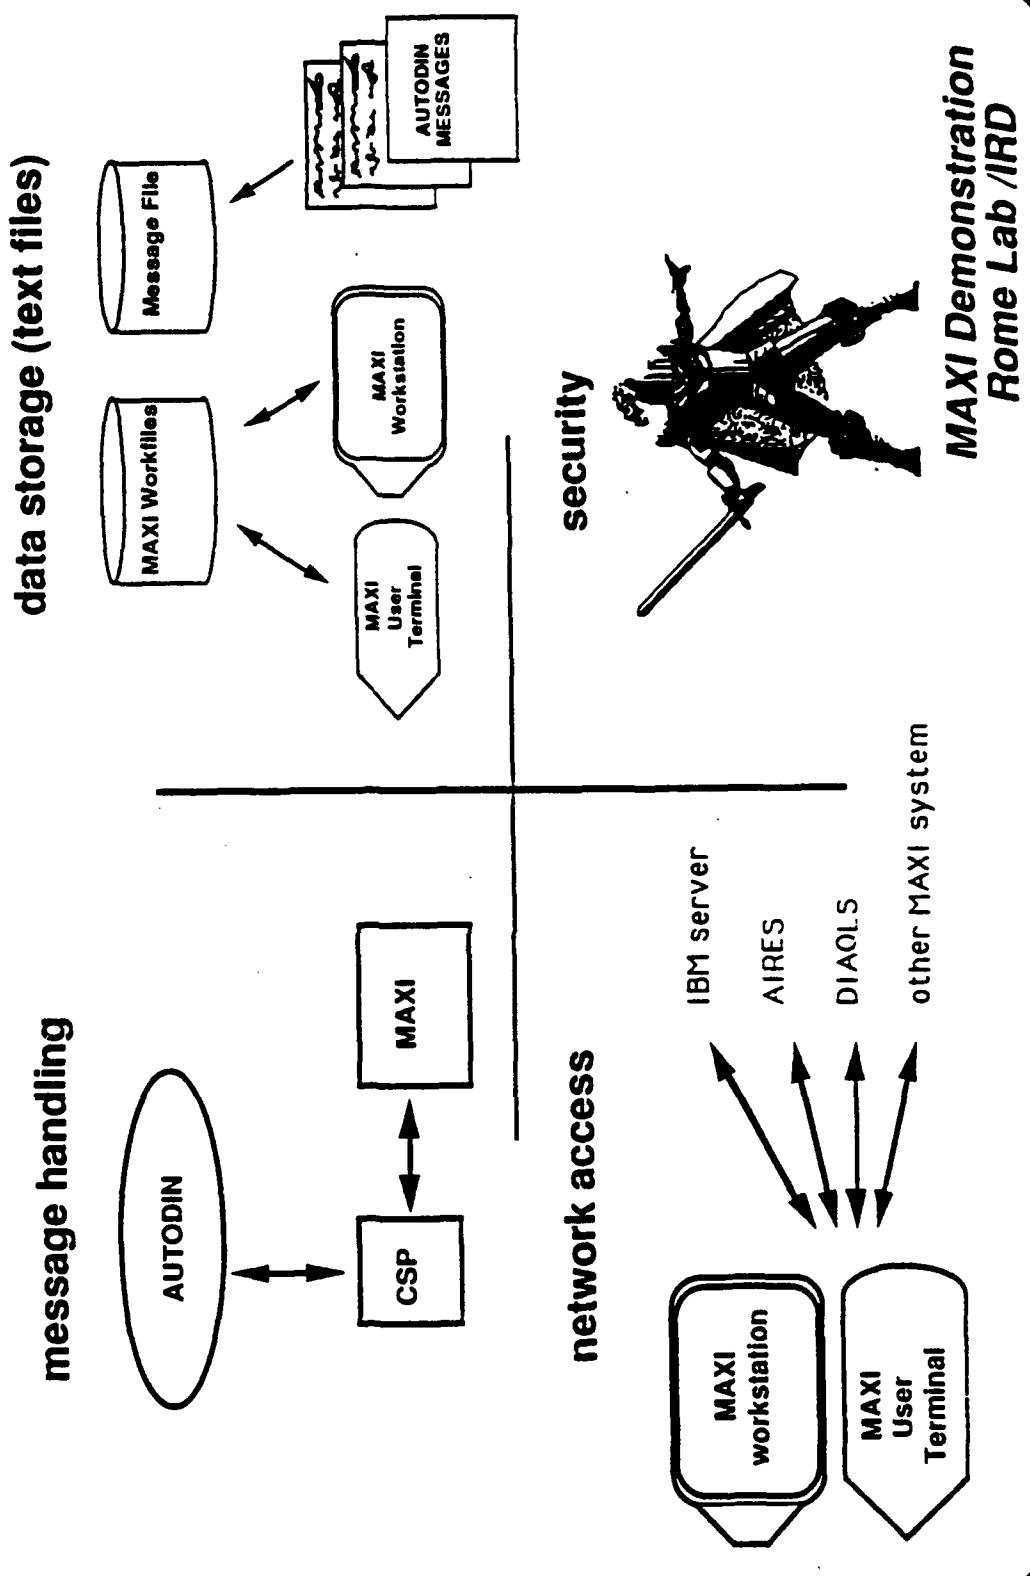 message handling
AUTODIN
CSP
MAXI
data storage (text files)
MAXI Workfiles
Message File
MAXI
User
Terminal
MAXI
Workstation
AUTODIN
MESSAGES
network access
MAXI
workstation
MAXI
User
Terminal
IBM server
AIRES
DIAOLS
other MAXI system
security
MAXI Demonstration
Rome Lab /IRD